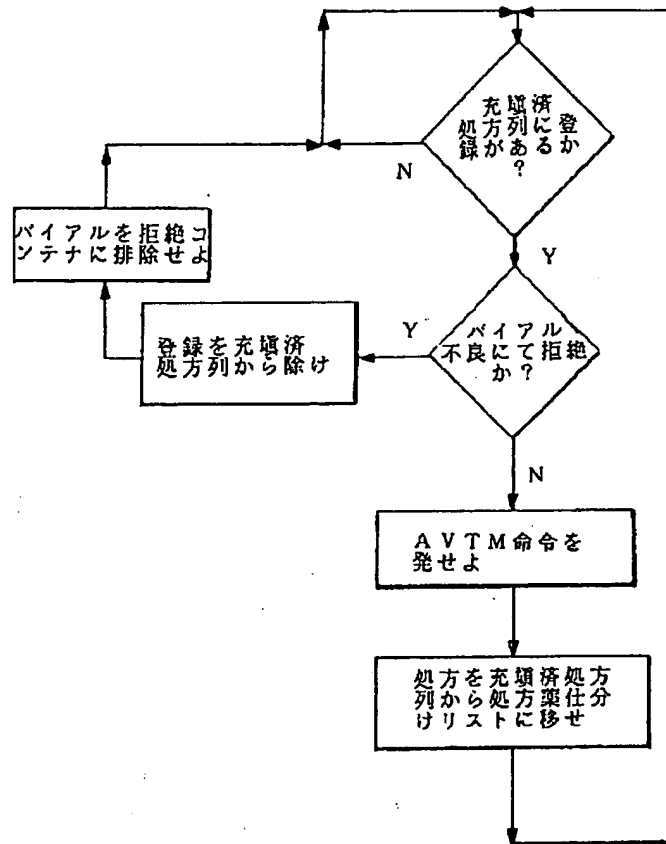 充填済
処方列に登
録があるか
?
N
Y
バイアルを拒絶コ
ンテナに排除せよ
登録を充填済
処方列から除け
Y
バイアル
不良にて拒絶
か?
N
AVTM命令を
発せよ
処方を充填済処方
列から処方薬仕分
けリストに移せ